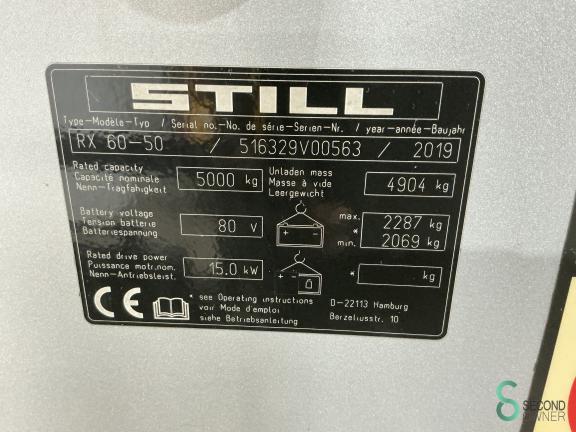 STILL
Type-Modèle-Typ / Serial no.-No. de série-Serien-Nr. / year-année-Baujahr
RX 60-50 / 516329V00563 / 2019
Rated capacity
Capacité nominale
Nenn-Tragfähigkeit
5000 kg
Unladen mass
Masse à vide
Leergewicht
4904 kg
Battery voltage
Tension batterie
Batteriespannung
80 V
max. 2287 kg
*
min. 2069 kg
Rated drive power
Puissance motr.nom.
Nenn-Antriebsleist.
15.0 kW
* kg
CE
* see Operating instructions
voir Mode d'emploi
siehe Betriebsanleitung
D-22113 Hamburg
Berzeliusstr. 10
SECOND
OWNER